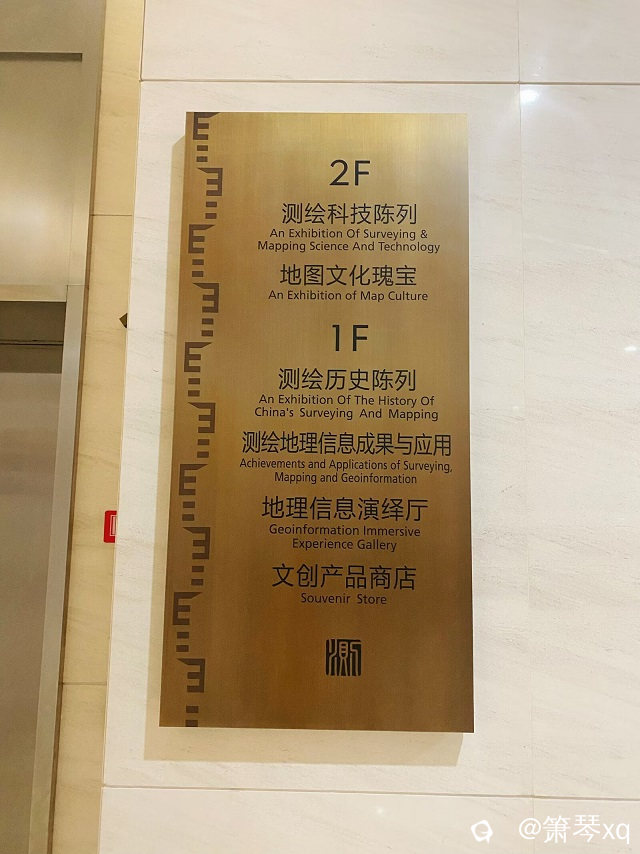 2F
测绘科技陈列
An Exhibition Of Surveying &
Mapping Science And Technology
地图文化瑰宝
An Exhibition of Map Culture
1F
测绘历史陈列
An Exhibition Of The History Of
China's Surveying And Mapping
测绘地理信息成果与应用
Achievements and Applications of Surveying,
Mapping and Geoinformation
地理信息演绎厅
Geoinformation Immersive
Experience Gallery
文创产品商店
Souvenir Store
测
@箫琴xq